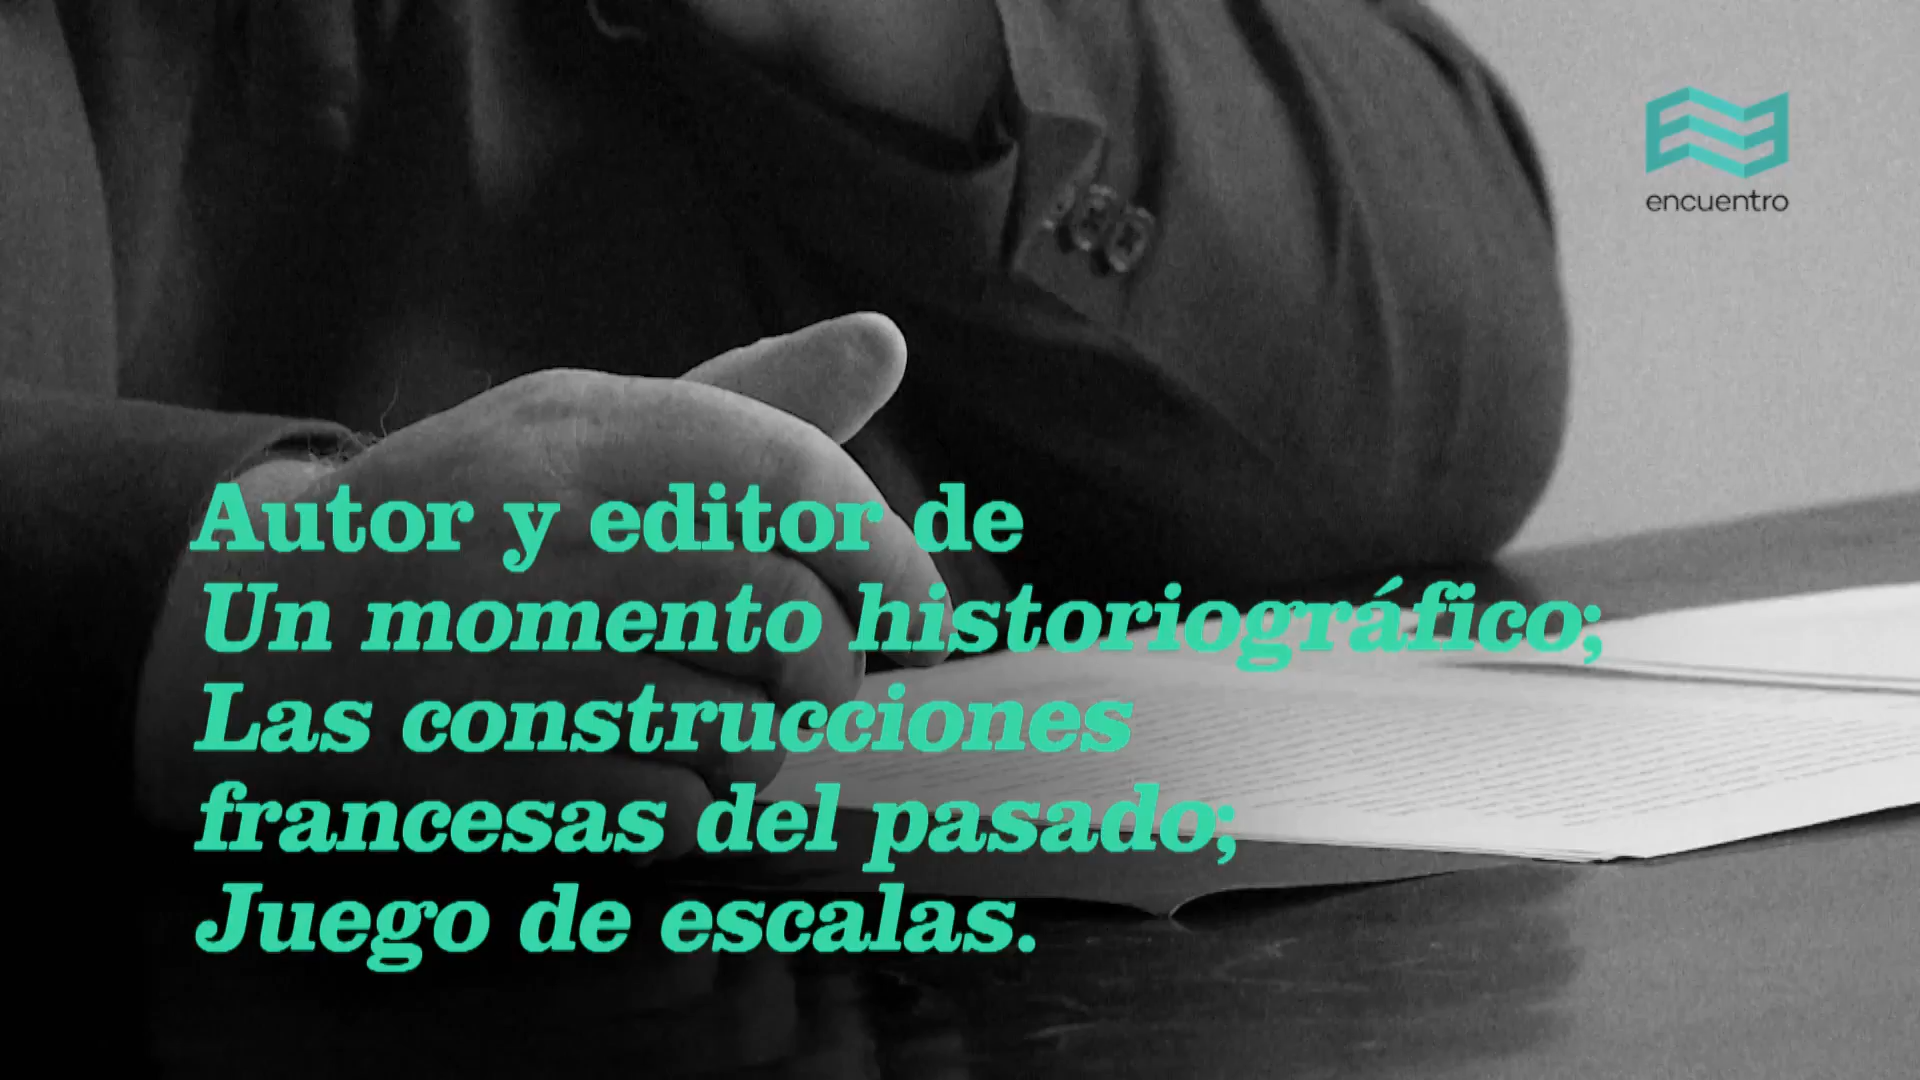 encuentro
Autor y editor de
Un momento historiográfico;
Las construcciones
francesas del pasado;
Juego de escalas.